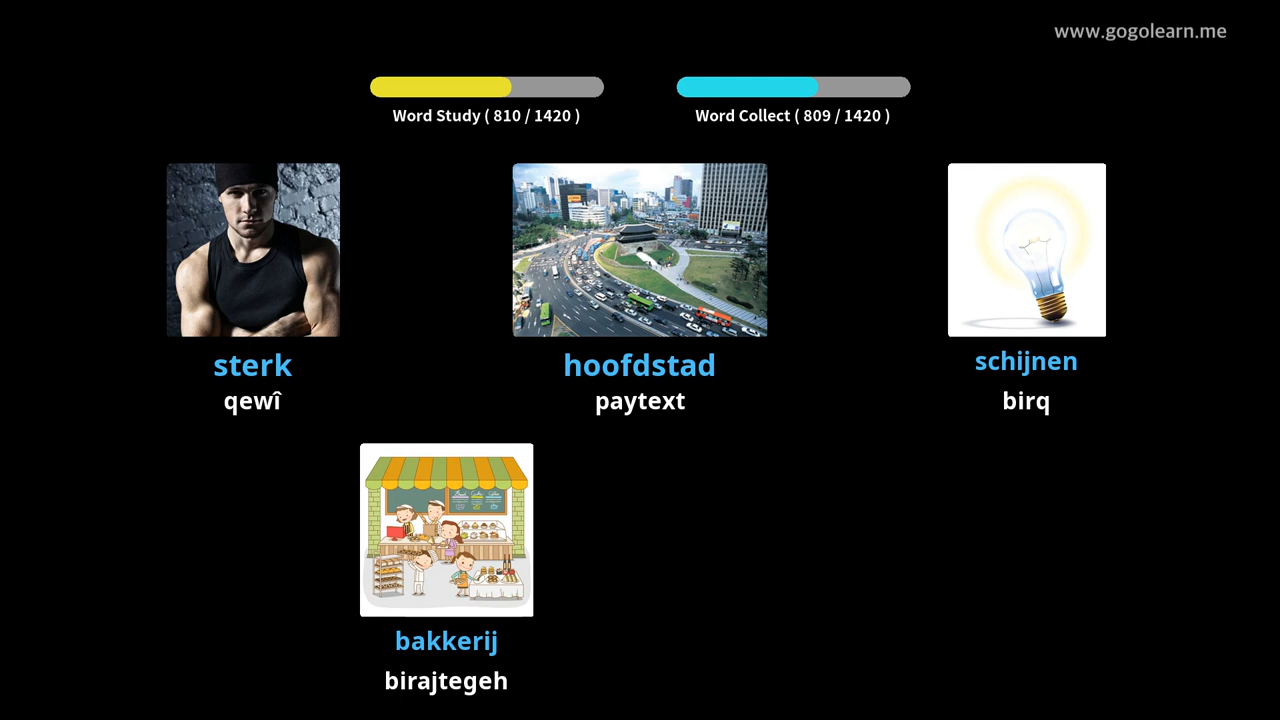 www.gogolearn.me
Word Study ( 810 / 1420 )
Word Collect ( 809 / 1420 )
sterk
qewî
hoofdstad
paytext
schijnen
birq
bakkerij
birajtegeh